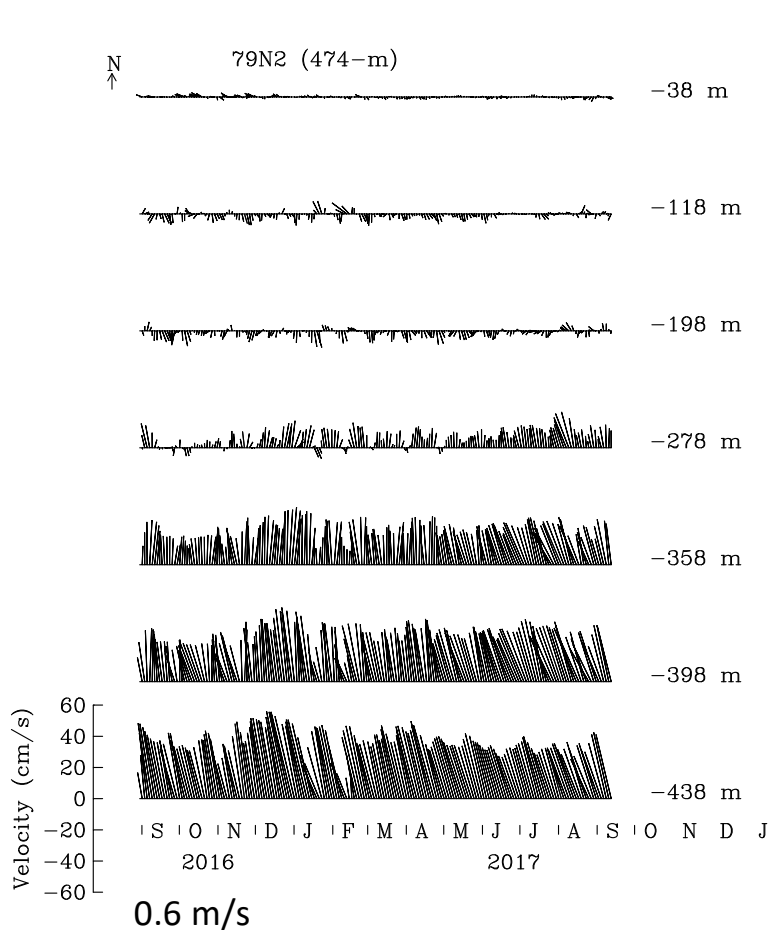 79N2 (474-m)
N
-38 m
-118 m
-198 m
-278 m
-358 m
-398 m
-438 m
Velocity (cm/s)
60
40
20
0
-20
-40
-60
S O N D J F M A M J J A S O N D J
2016 2017
0.6 m/s